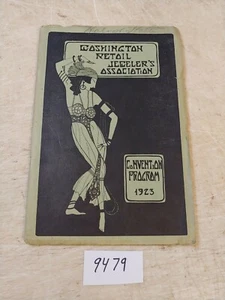 WASHINGTON
RETAIL
JEWELER'S
ASSOCIATION
CONVENTION
PROGRAM
1923
9479